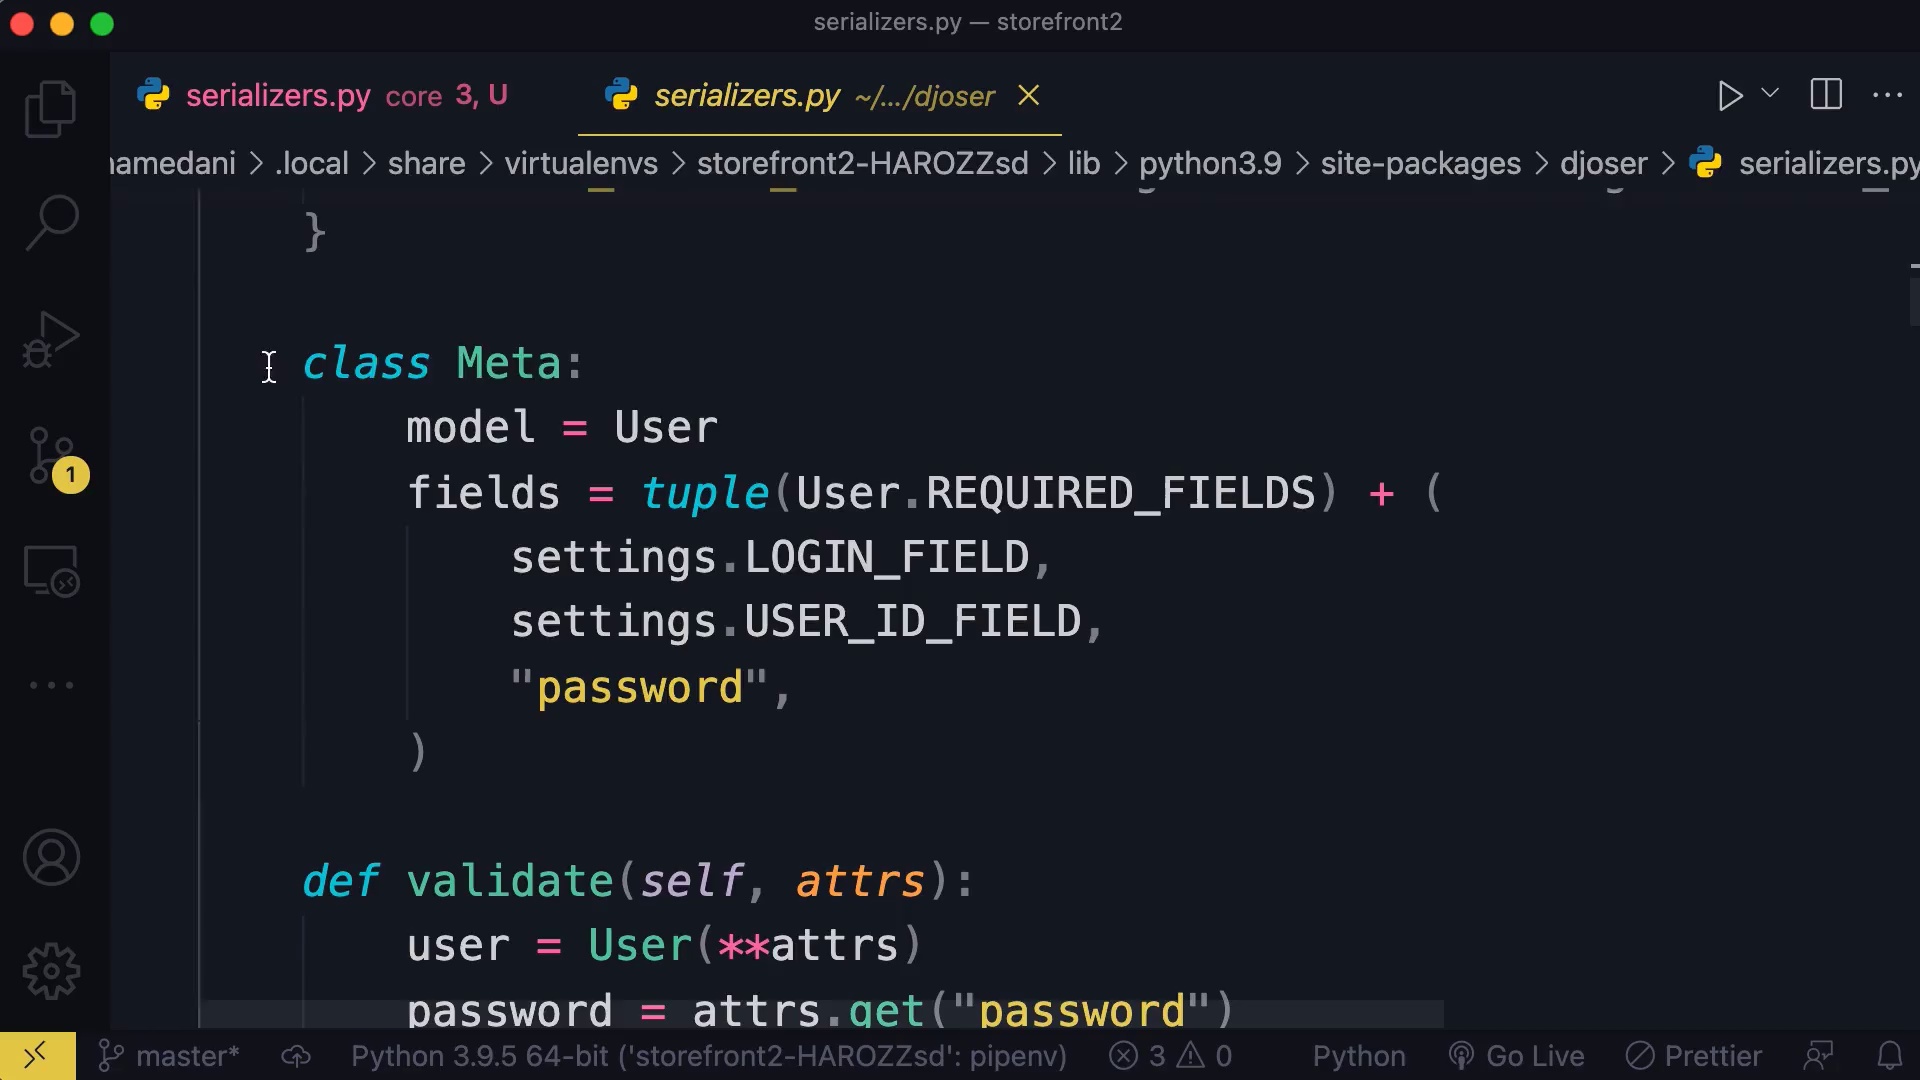 serializers.py — storefront2
serializers.py core 3, U
serializers.py ~/.../djoser
.local > share > virtualenvs > storefront2-HAROZZsd > lib > python3.9 > site-packages > djoser > serializers.py
}
class Meta:
model = User
fields = tuple(User.REQUIRED_FIELDS) + (
settings.LOGIN_FIELD,
settings.USER_ID_FIELD,
"password",
)
def validate(self, attrs):
user = User(**attrs)
password = attrs.get("password")
1
master* Python 3.9.5 64-bit ('storefront2-HAROZZsd': pipenv) 3 0 Python Go Live Prettier